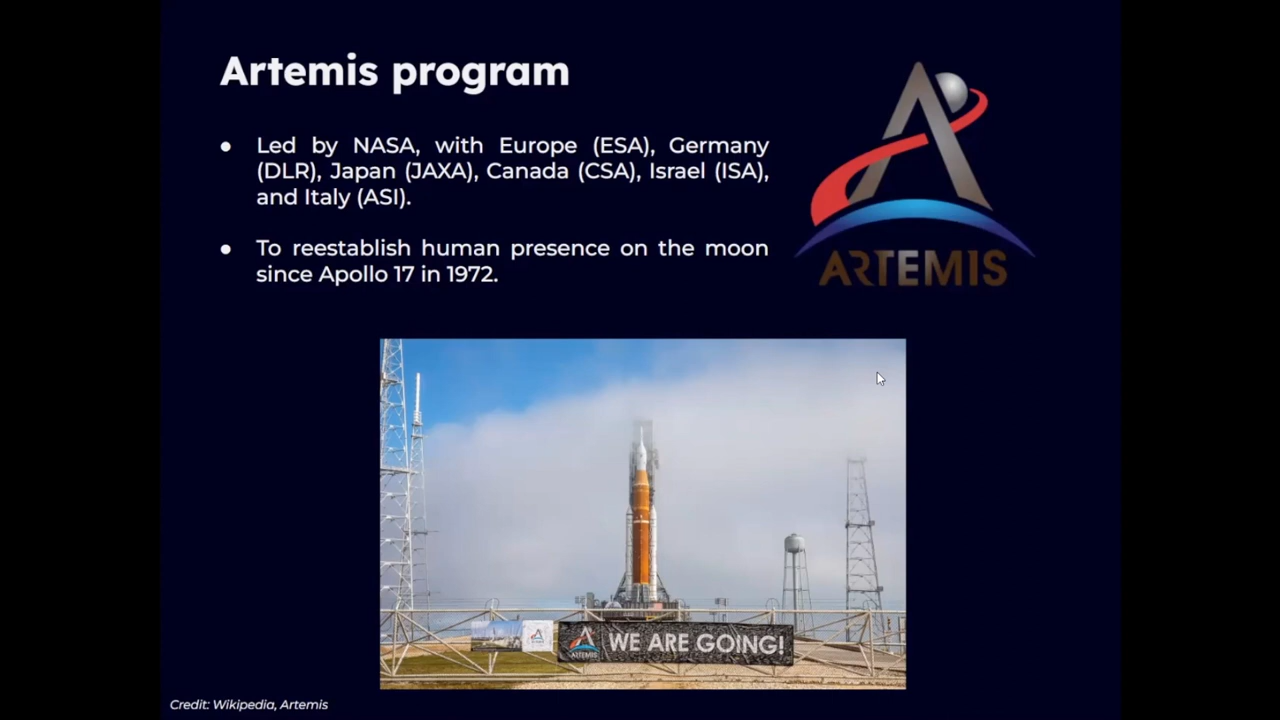 Artemis program
● Led by NASA, with Europe (ESA), Germany
(DLR), Japan (JAXA), Canada (CSA), Israel (ISA),
and Italy (ASI).
● To reestablish human presence on the moon
since Apollo 17 in 1972.
ARTEMIS
ARTEMIS
WE ARE GOING!
Credit: Wikipedia, Artemis